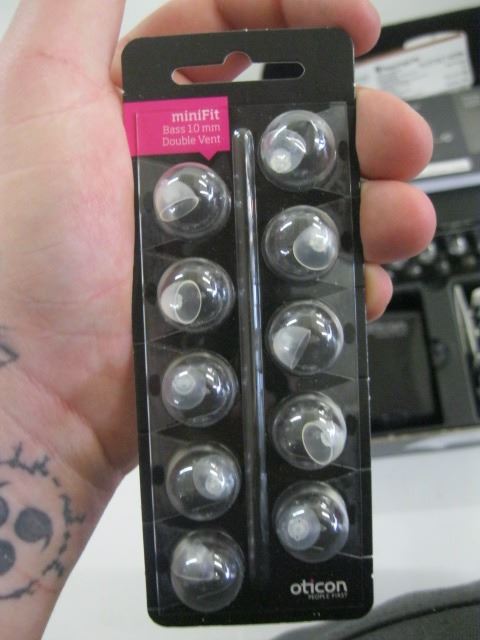 miniFit
Bass 10 mm
Double Vent
oticon
PEOPLE FIRST